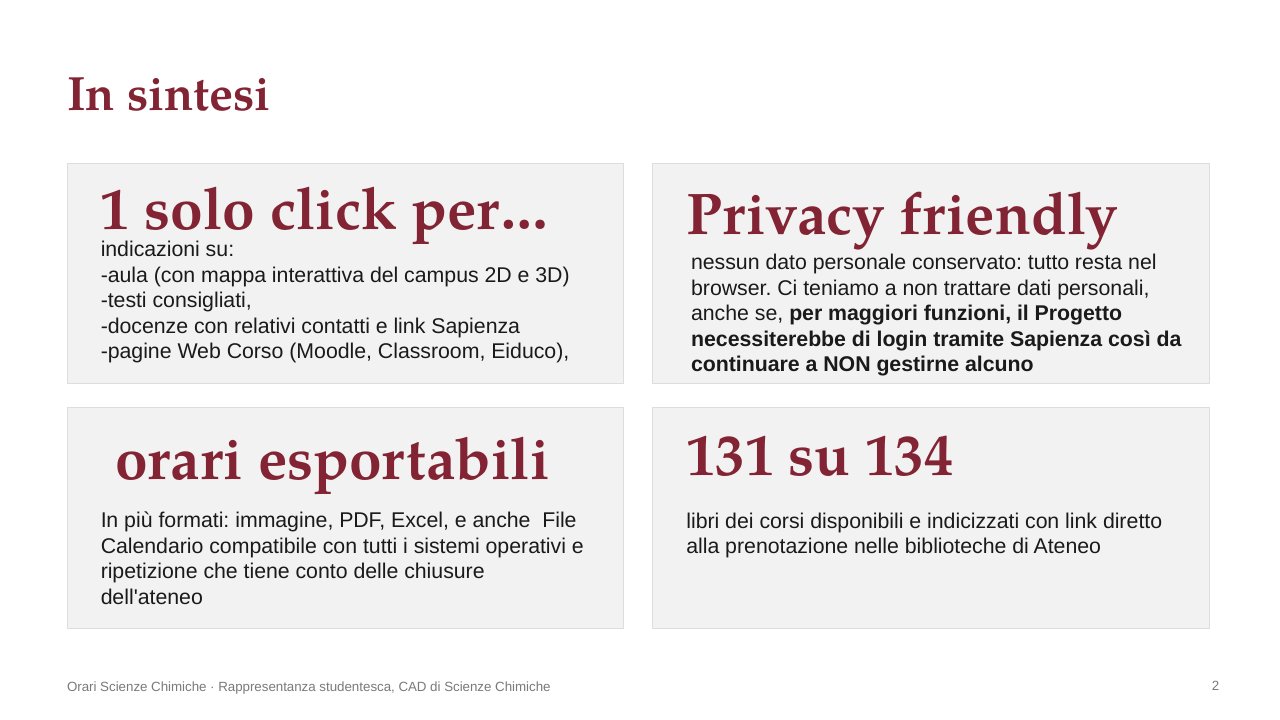 In sintesi
1 solo click per...
indicazioni su:
-aula (con mappa interattiva del campus 2D e 3D)
-testi consigliati,
-docenze con relativi contatti e link Sapienza
-pagine Web Corso (Moodle, Classroom, Eiduco),
Privacy friendly
nessun dato personale conservato: tutto resta nel
browser. Ci teniamo a non trattare dati personali,
anche se, per maggiori funzioni, il Progetto
necessiterebbe di login tramite Sapienza così da
continuare a NON gestirne alcuno
orari esportabili
In più formati: immagine, PDF, Excel, e anche  File
Calendario compatibile con tutti i sistemi operativi e
ripetizione che tiene conto delle chiusure
dell'ateneo
131 su 134
libri dei corsi disponibili e indicizzati con link diretto
alla prenotazione nelle biblioteche di Ateneo
Orari Scienze Chimiche · Rappresentanza studentesca, CAD di Scienze Chimiche
2